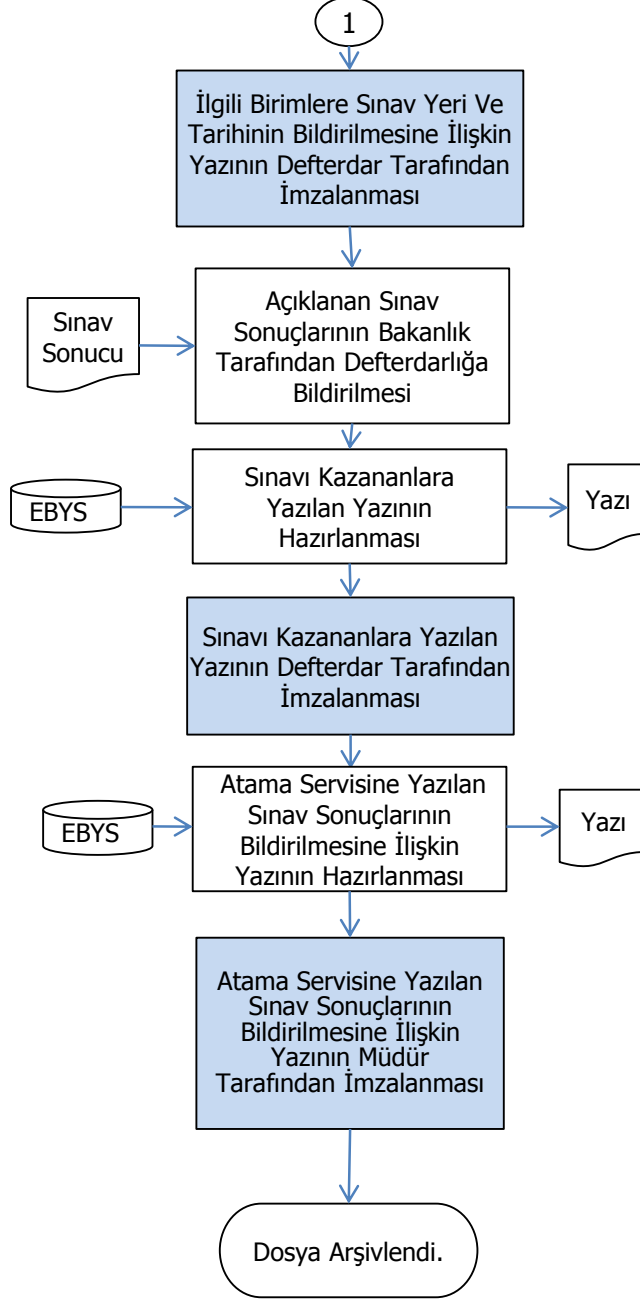 1
İlgili Birimlere Sınav Yeri Ve
Tarihinin Bildirilmesine İlişkin
Yazının Defterdar Tarafından
İmzalanması
Sınav
Sonucu
Açıklanan Sınav
Sonuçlarının Bakanlık
Tarafından Defterdarlığa
Bildirilmesi
EBYS
Sınavı Kazananlara
Yazılan Yazının
Hazırlanması
Yazı
Sınavı Kazananlara Yazılan
Yazının Defterdar Tarafından
İmzalanması
EBYS
Atama Servisine Yazılan
Sınav Sonuçlarının
Bildirilmesine İlişkin
Yazının Hazırlanması
Yazı
Atama Servisine Yazılan
Sınav Sonuçlarının
Bildirilmesine İlişkin
Yazının Müdür
Tarafından İmzalanması
Dosya Arşivlendi.